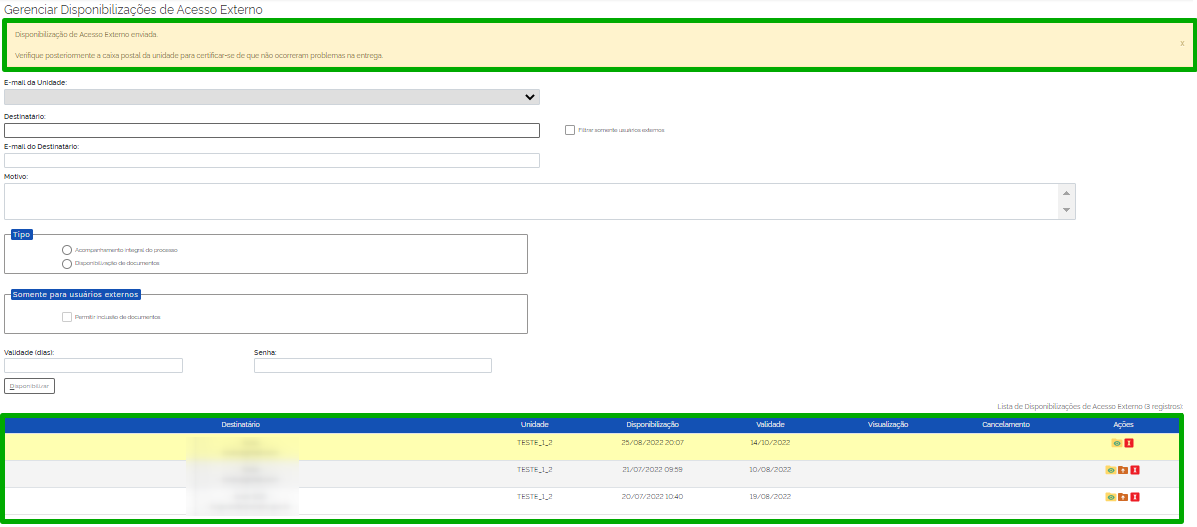 Gerenciar Disponibilizações de Acesso Externo
Disponibilização de Acesso Externo enviada.
x
Verifique posteriormente a caixa postal da unidade para certificar-se de que não ocorreram problemas na entrega.
E-mail da Unidade:
Destinatário:
Filtrar somente usuários externos
E-mail do Destinatário:
Motivo:
Tipo
Acompanhamento integral do processo
Disponibilização de documentos
Somente para usuários externos
Permitir inclusão de documentos
Validade (dias): Senha:
Disponibilizar
Lista de Disponibilizações de Acesso Externo (3 registros):
Destinatário Unidade Disponibilização Validade Visualização Cancelamento Ações
TESTE_1_2 25/08/2022 20:07 14/10/2022
TESTE_1_2 21/07/2022 09:59 10/08/2022
TESTE_1_2 20/07/2022 10:40 19/08/2022